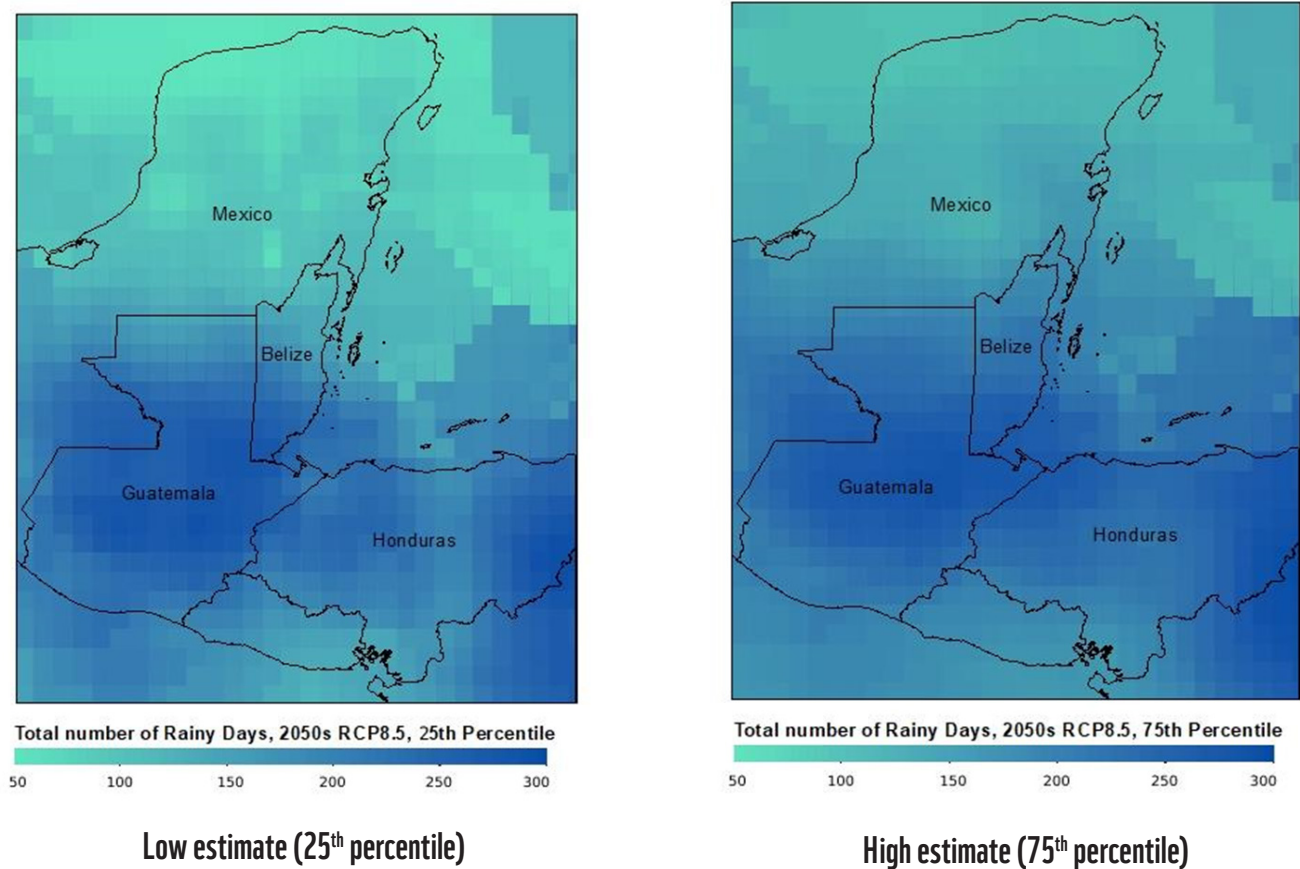 Mexico
Belize
Guatemala
Honduras
Total number of Rainy Days, 2050s RCP8.5, 25th Percentile
50 100 150 200 250 300
Low estimate (25th percentile)
Mexico
Belize
Guatemala
Honduras
Total number of Rainy Days, 2050s RCP8.5, 75th Percentile
50 100 150 200 250 300
High estimate (75th percentile)